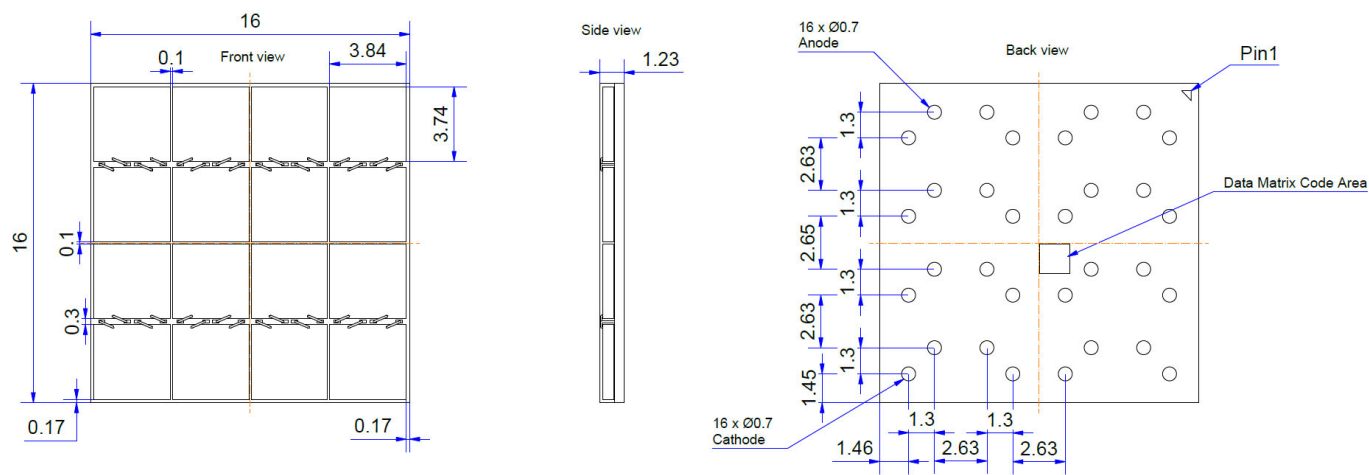 16
Front view
0.1
3.84
16
3.74
0.1
0.3
0.17
0.17
Side view
1.23
16 x Ø0.7
Anode
Back view
Pin1
1.3
2.63
1.3
2.65
1.3
2.63
1.3
1.45
Data Matrix Code Area
16 x Ø0.7
Cathode
1.46
1.3
2.63
1.3
2.63